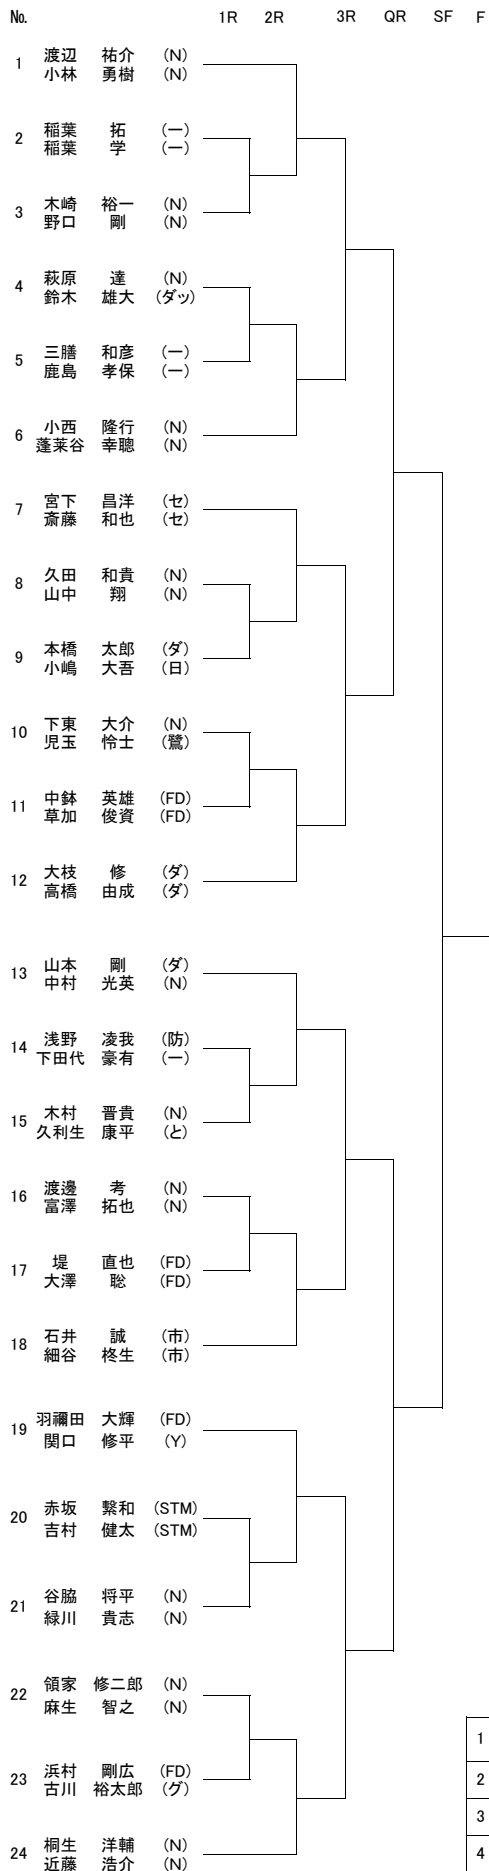 No. 1R 2R 3R QR SF F
渡辺 祐介 (N)
1
小林 勇樹 (N)
稲葉 拓 (一)
2
稲葉 学 (一)
木崎 裕一 (N)
3
野口 剛 (N)
萩原 達 (N)
4
鈴木 雄大 (ダッ)
三膳 和彦 (一)
5
鹿島 孝保 (一)
小西 隆行 (N)
6
蓬莱谷 幸聰 (N)
宮下 昌洋 (セ)
7
斎藤 和也 (セ)
久田 和貴 (N)
8
山中 翔 (N)
本橋 太郎 (ダ)
9
小嶋 大吾 (日)
下東 大介 (N)
10
児玉 怜士 (鷺)
中鉢 英雄 (FD)
11
草加 俊資 (FD)
大枝 修 (ダ)
12
高橋 由成 (ダ)
山本 剛 (ダ)
13
中村 光英 (N)
浅野 凌我 (防)
14
下田代 豪有 (一)
木村 晋貴 (N)
15
久利生 康平 (と)
渡邊 考 (N)
16
富澤 拓也 (N)
堤 直也 (FD)
17
大澤 聡 (FD)
石井 誠 (市)
18
細谷 柊生 (市)
羽禰田 大輝 (FD)
19
関口 修平 (Y)
赤坂 繋和 (STM)
20
吉村 健太 (STM)
谷脇 将平 (N)
21
緑川 貴志 (N)
領家 修二郎 (N)
22
麻生 智之 (N)
浜村 剛広 (FD)
23
古川 裕太郎 (グ)
桐生 洋輔 (N)
24
近藤 浩介 (N)
1
2
3
4